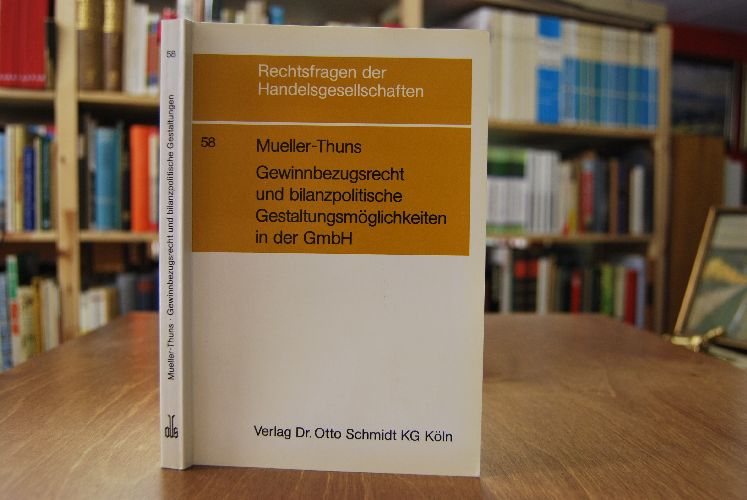 58
Mueller-Thuns · Gewinnbezugsrecht und bilanzpolitische Gestaltungen
ovs
Rechtsfragen der
Handelsgesellschaften
58
Mueller-Thuns
Gewinnbezugsrecht
und bilanzpolitische
Gestaltungsmöglichkeiten
in der GmbH
Verlag Dr. Otto Schmidt KG Köln